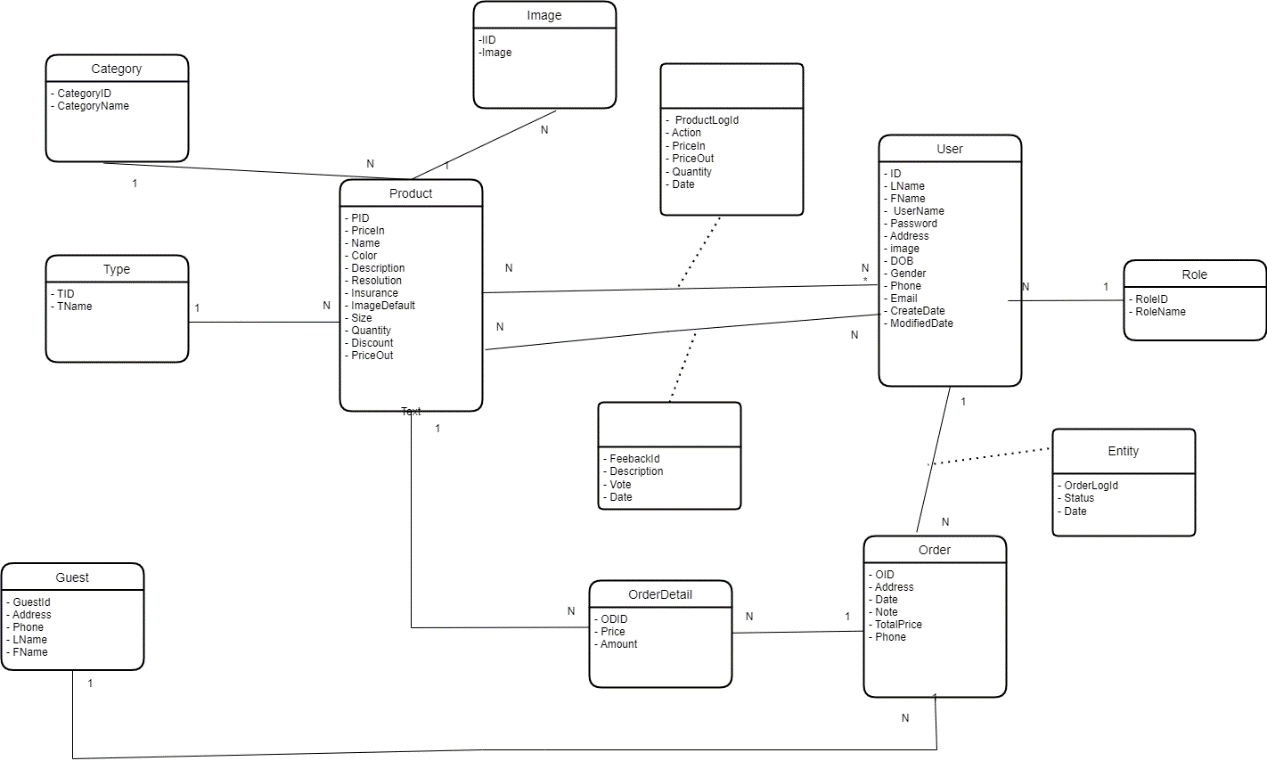 Image
-IID
-Image
Category
- CategoryID
- CategoryName
N
1
N
1
- ProductLogId
- Action
- PriceIn
- PriceOut
- Quantity
- Date
User
- ID
- LName
- FName
- UserName
- Password
- Address
- image
- DOB
- Gender
- Phone
- Email
- CreateDate
- ModifiedDate
Product
- PID
- PriceIn
- Name
- Color
- Description
- Resolution
- Insurance
- ImageDefault
- Size
- Quantity
- Discount
- PriceOut
Text
Type
- TID
- TName
1
N
N
N
*
N
N
N
1
Role
- RoleID
- RoleName
1
1
- FeebackId
- Description
- Vote
- Date
Entity
- OrderLogId
- Status
- Date
N
Order
- OID
- Address
- Date
- Note
- TotalPrice
- Phone
Guest
- GuestId
- Address
- Phone
- LName
- FName
OrderDetail
- ODID
- Price
- Amount
N
N
1
1
1
N